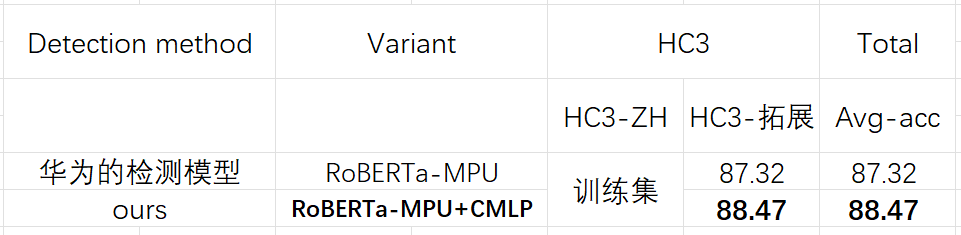 Detection method Variant HC3 Total
HC3-ZH HC3-拓展 Avg-acc
华为的检测模型 RoBERTa-MPU 训练集 87.32 87.32
ours RoBERTa-MPU+CMLP 88.47 88.47